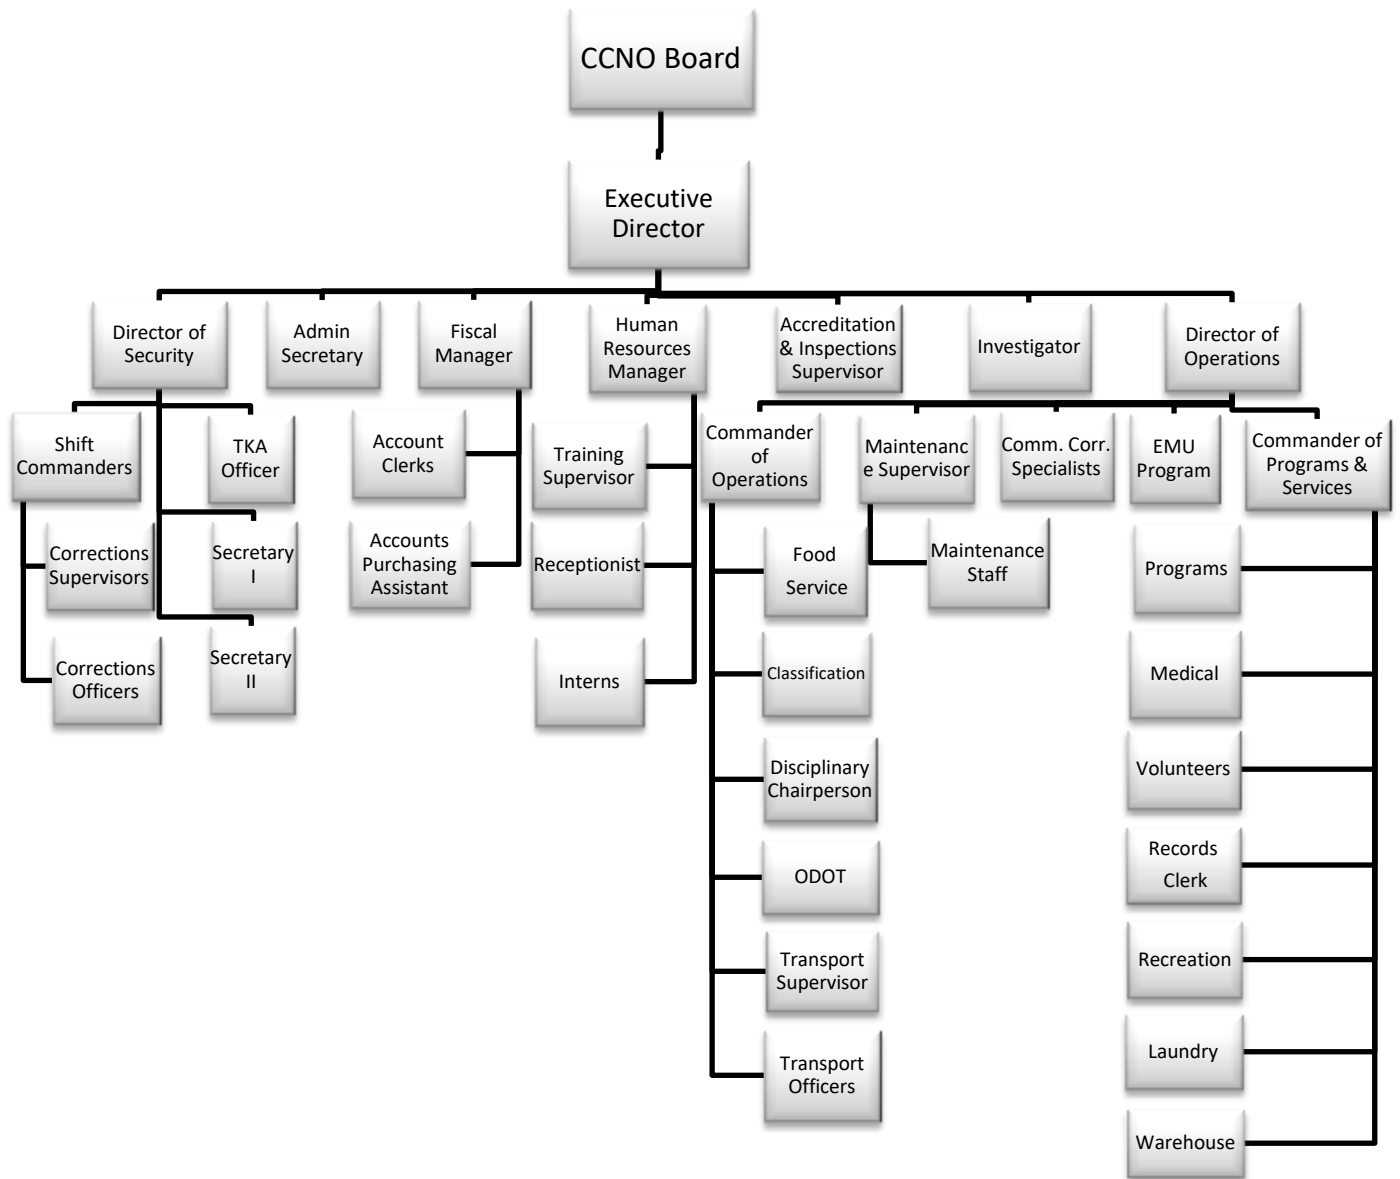 CCNO Board
Executive
Director
Director of
Security
Admin
Secretary
Fiscal
Manager
Human
Resources
Manager
Accreditation
& Inspections
Supervisor
Investigator
Director of
Operations
Shift
Commanders
TKA
Officer
Account
Clerks
Training
Supervisor
Commander
of
Operations
Maintenanc
e Supervisor
Comm. Corr.
Specialists
EMU
Program
Commander of
Programs &
Services
Corrections
Supervisors
Secretary
I
Accounts
Purchasing
Assistant
Receptionist
Food
Service
Maintenance
Staff
Programs
Corrections
Officers
Secretary
II
Interns
Classification
Medical
Disciplinary
Chairperson
Volunteers
ODOT
Records
Clerk
Transport
Supervisor
Recreation
Transport
Officers
Laundry
Warehouse